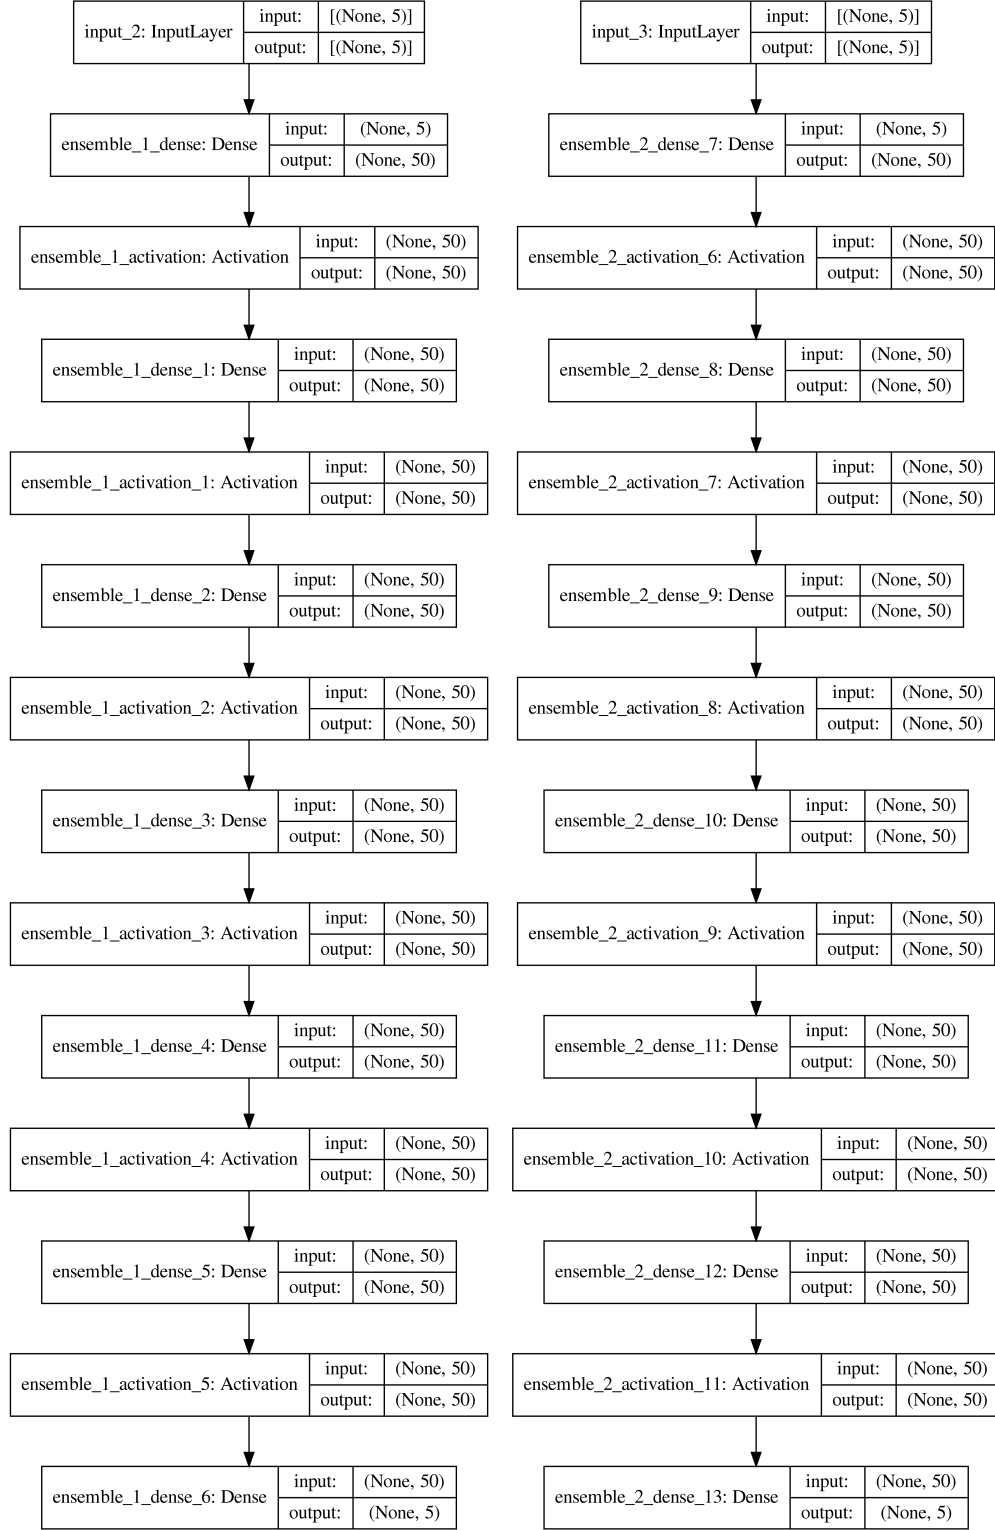 input_2: InputLayer
input: [(None, 5)]
output: [(None, 5)]
ensemble_1_dense: Dense
input: (None, 5)
output: (None, 50)
ensemble_1_activation: Activation
input: (None, 50)
output: (None, 50)
ensemble_1_dense_1: Dense
input: (None, 50)
output: (None, 50)
ensemble_1_activation_1: Activation
input: (None, 50)
output: (None, 50)
ensemble_1_dense_2: Dense
input: (None, 50)
output: (None, 50)
ensemble_1_activation_2: Activation
input: (None, 50)
output: (None, 50)
ensemble_1_dense_3: Dense
input: (None, 50)
output: (None, 50)
ensemble_1_activation_3: Activation
input: (None, 50)
output: (None, 50)
ensemble_1_dense_4: Dense
input: (None, 50)
output: (None, 50)
ensemble_1_activation_4: Activation
input: (None, 50)
output: (None, 50)
ensemble_1_dense_5: Dense
input: (None, 50)
output: (None, 50)
ensemble_1_activation_5: Activation
input: (None, 50)
output: (None, 50)
ensemble_1_dense_6: Dense
input: (None, 50)
output: (None, 5)
input_3: InputLayer
input: [(None, 5)]
output: [(None, 5)]
ensemble_2_dense_7: Dense
input: (None, 5)
output: (None, 50)
ensemble_2_activation_6: Activation
input: (None, 50)
output: (None, 50)
ensemble_2_dense_8: Dense
input: (None, 50)
output: (None, 50)
ensemble_2_activation_7: Activation
input: (None, 50)
output: (None, 50)
ensemble_2_dense_9: Dense
input: (None, 50)
output: (None, 50)
ensemble_2_activation_8: Activation
input: (None, 50)
output: (None, 50)
ensemble_2_dense_10: Dense
input: (None, 50)
output: (None, 50)
ensemble_2_activation_9: Activation
input: (None, 50)
output: (None, 50)
ensemble_2_dense_11: Dense
input: (None, 50)
output: (None, 50)
ensemble_2_activation_10: Activation
input: (None, 50)
output: (None, 50)
ensemble_2_dense_12: Dense
input: (None, 50)
output: (None, 50)
ensemble_2_activation_11: Activation
input: (None, 50)
output: (None, 50)
ensemble_2_dense_13: Dense
input: (None, 50)
output: (None, 5)